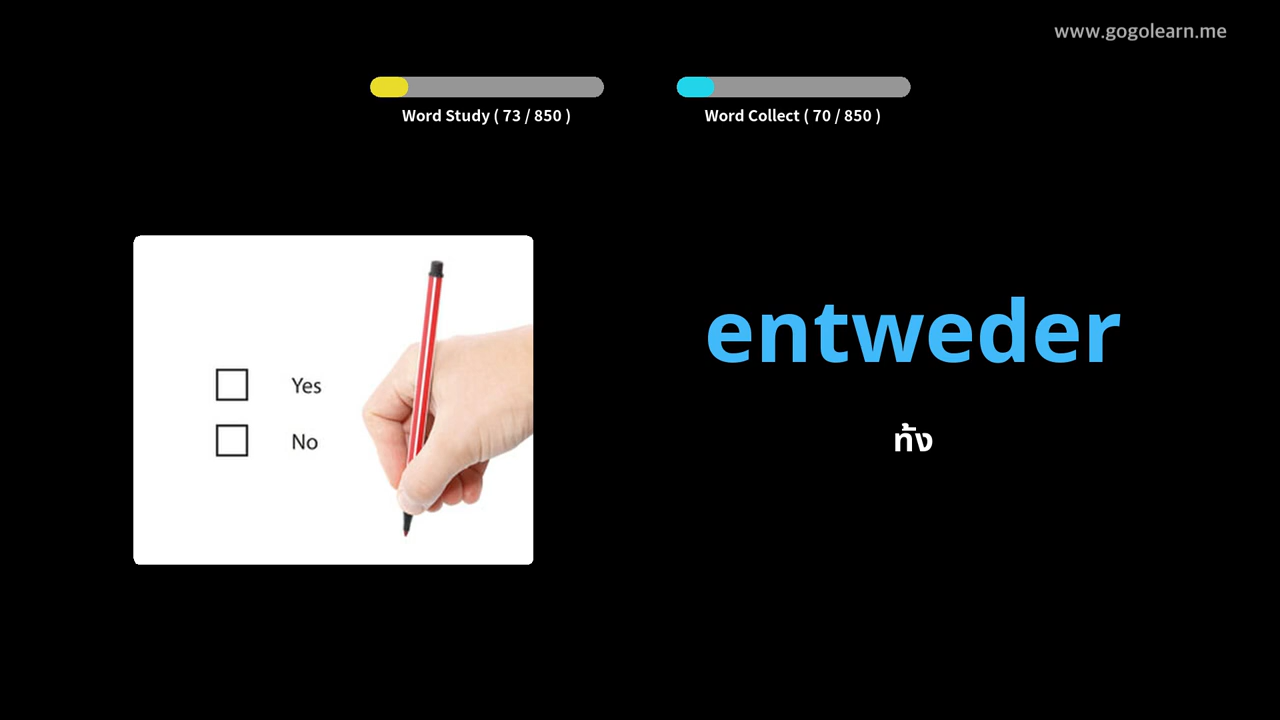 www.gogolearn.me
Word Study ( 73 / 850 )
Word Collect ( 70 / 850 )
Yes
No
entweder
ท้ัง